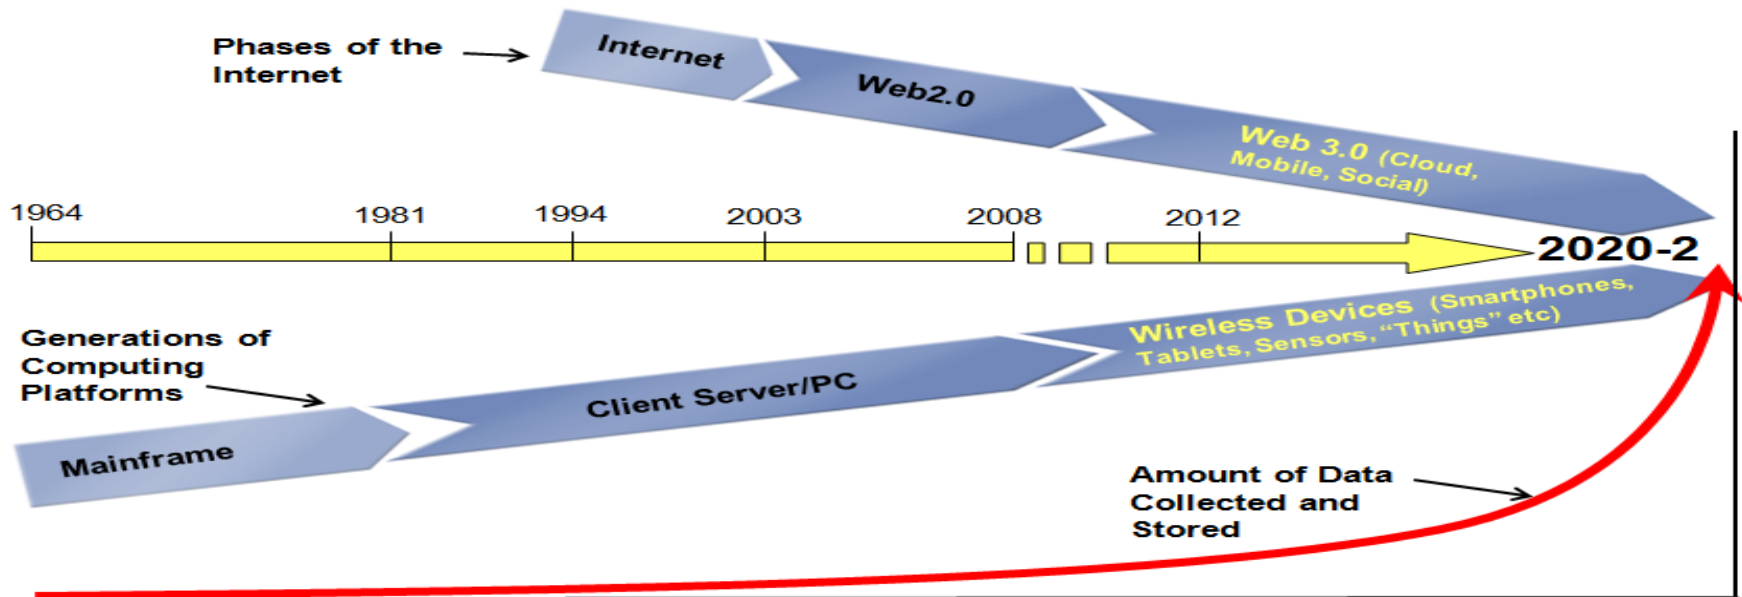 Phases of the
Internet
Internet
Web2.0
Web 3.0 (Cloud,
Mobile, Social)
1964
1981
1994
2003
2008
2012
2020-2
Generations of
Computing
Platforms
Mainframe
Client Server/PC
Wireless Devices (Smartphones,
Tablets, Sensors, “Things” etc)
Amount of Data
Collected and
Stored